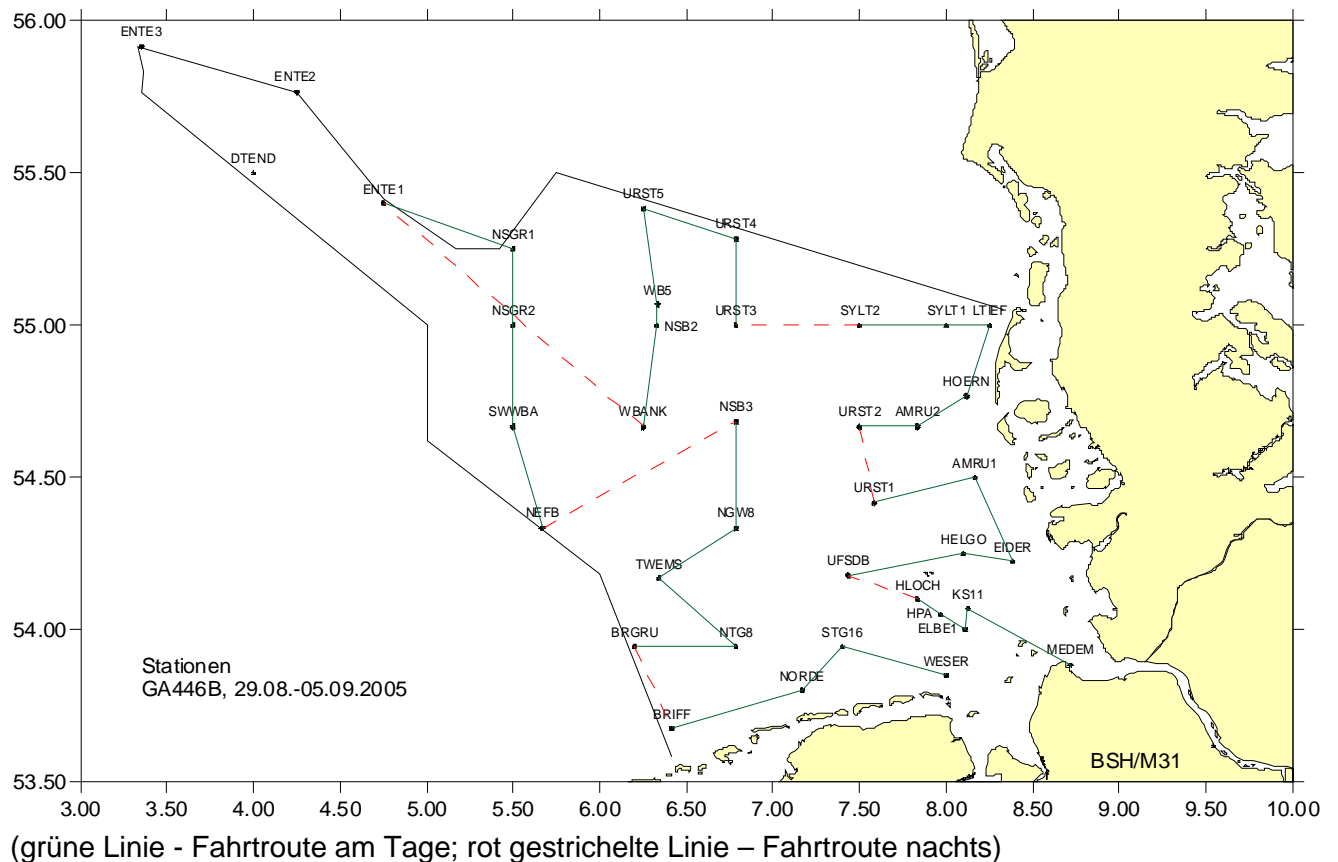 56.00
ENTE3
ENTE2
55.50
DTEND
ENTE1
URST5
URST4
NSGR1
WB5
NSGR2
NSB2
URST3
SYLT2
SYLT1
LTIEF
55.00
HOERN
SWWBA
WBANK
NSB3
URST2
AMRU2
54.50
AMRU1
URST1
NEFB
NGW8
HELGO
EIDER
TWEMS
UFSDB
HLOCH
KS11
HPA
ELBE1
54.00
BRGRU
NTG8
STG16
MEDEM
WESER
NORDE
BRIFF
Stationen
GA446B, 29.08.-05.09.2005
BSH/M31
53.50
3.00 3.50 4.00 4.50 5.00 5.50 6.00 6.50 7.00 7.50 8.00 8.50 9.00 9.50 10.00
(grüne Linie - Fahrtroute am Tage; rot gestrichelte Linie – Fahrtroute nachts)